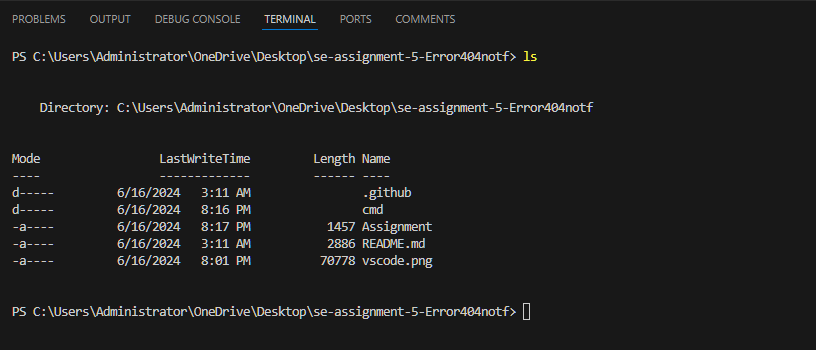 PROBLEMS OUTPUT DEBUG CONSOLE TERMINAL PORTS COMMENTS
PS C:\Users\Administrator\OneDrive\Desktop\se-assignment-5-Error404notf> ls
Directory: C:\Users\Administrator\OneDrive\Desktop\se-assignment-5-Error404notf
Mode LastWriteTime Length Name
---- ------------- ------ ----
d----- 6/16/2024 3:11 AM .github
d----- 6/16/2024 8:16 PM cmd
-a---- 6/16/2024 8:17 PM 1457 Assignment
-a---- 6/16/2024 3:11 AM 2886 README.md
-a---- 6/16/2024 8:01 PM 70778 vscode.png
PS C:\Users\Administrator\OneDrive\Desktop\se-assignment-5-Error404notf>